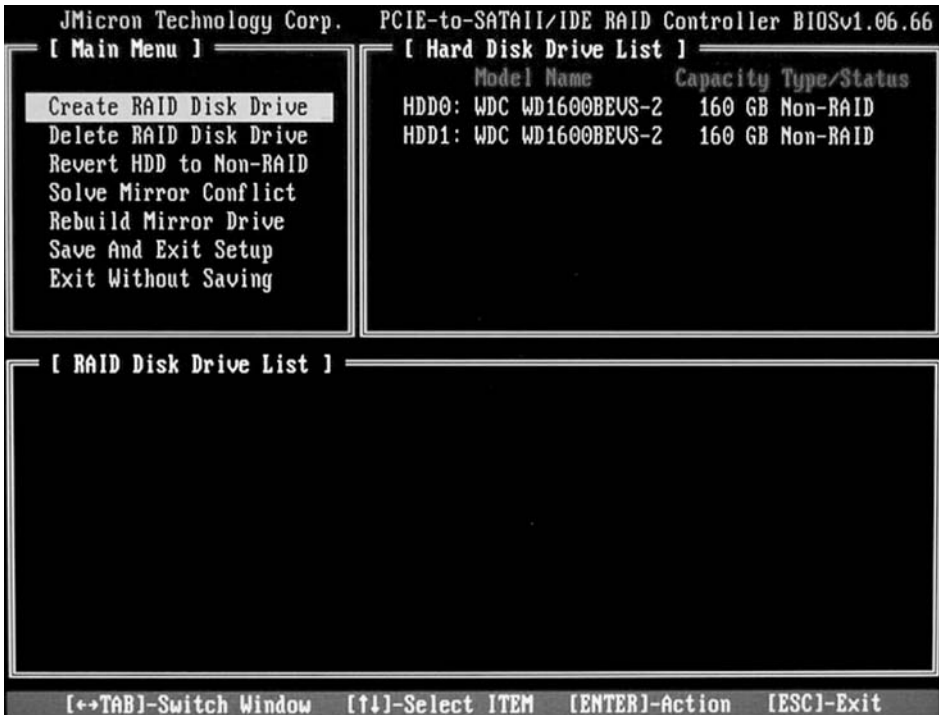 JMicron Technology Corp. PCIE-to-SATAII/IDE RAID Controller BIOSv1.06.66
[ Main Menu ]
Create RAID Disk Drive
Delete RAID Disk Drive
Revert HDD to Non-RAID
Solve Mirror Conflict
Rebuild Mirror Drive
Save And Exit Setup
Exit Without Saving
[ Hard Disk Drive List ]
Model Name Capacity Type/Status
HDD0: WDC WD1600BEVS-2 160 GB Non-RAID
HDD1: WDC WD1600BEVS-2 160 GB Non-RAID
[ RAID Disk Drive List ]
[↔TAB]-Switch Window [↑↓]-Select ITEM [ENTER]-Action [ESC]-Exit